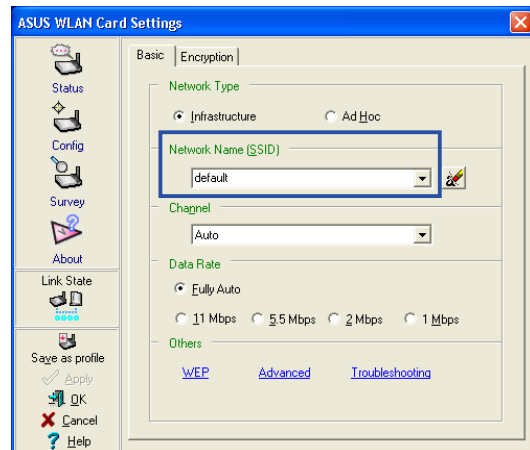 ASUS WLAN Card Settings
Status
Config
Survey
About
Link State
Save as profile
Apply
OK
Cancel
Help
Basic
Encryption
Network Type
Infrastructure
Ad Hoc
Network Name (SSID)
default
Channel
Auto
Data Rate
Fully Auto
11 Mbps 5.5 Mbps 2 Mbps 1 Mbps
Others
WEP Advanced Troubleshooting